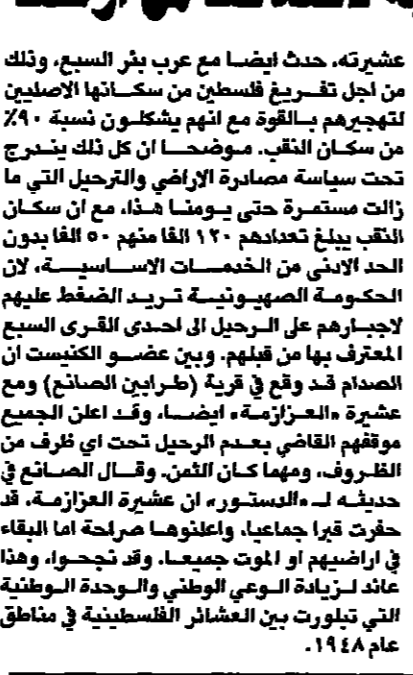 عشيرته، حدث ايضا مع عرب بئر السبع، وذلك
من اجل تفريغ فلسطين من سكانها الاصليين
لتهجيرهم بالقوة مع انهم يشكلون نسبة ٩٠٪
من سكان النقب. موضحا ان كل ذلك يندرج
تحت سياسة مصادرة الاراضي والترحيل التي ما
زالت مستمرة حتى يومنا هذا، مع ان سكان
النقب يبلغ تعدادهم ١٢٠ الفا منهم ٥٠ الفا بدون
الحد الادنى من الخدمات الاساسية، لان
الحكومة الصهيونية تريد الضغط عليهم
لاجبارهم على الرحيل الى احدى القرى السبع
المعترف بها من قبلهم. وبين عضو الكنيست ان
الصدام قد وقع في قرية (طرابين الصانع) ومع
عشيرة «العزازمة» ايضا، وقد اعلن الجميع
موقفهم القاضي بعدم الرحيل تحت اي ظرف من
الظروف، ومهما كان الثمن. وقال الصانع في
حديثه لـ «الدستور» ان عشيرة العزازمة، قد
حفرت قبرا جماعيا، واعلنوها صراحة اما البقاء
في اراضيهم او الموت جميعا. وقد نجحوا، وهذا
عائد لزيادة الوعي الوطني والوحدة الوطنية
التي تبلورت بين العشائر الفلسطينية في مناطق
عام ١٩٤٨.